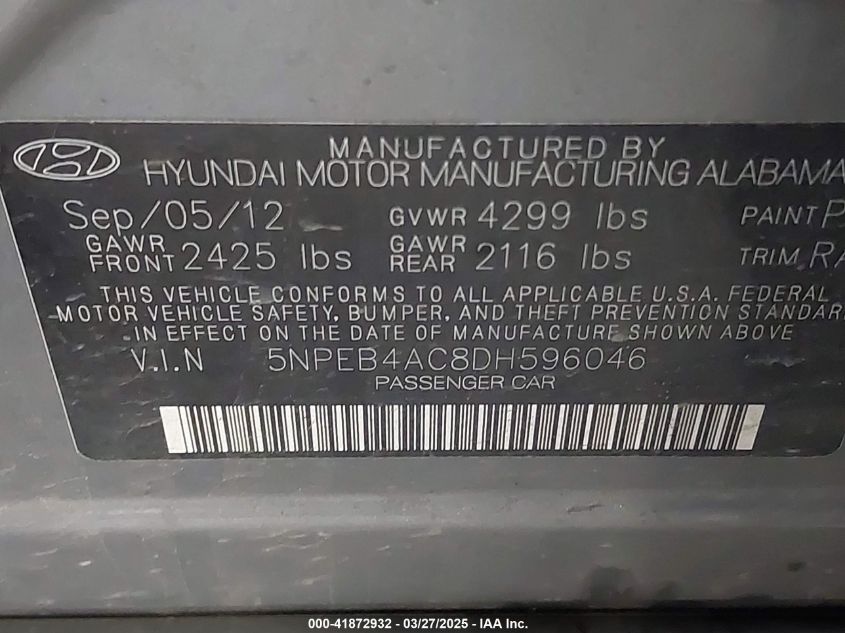 MANUFACTURED BY
HYUNDAI MOTOR MANUFACTURING ALABAMA
Sep/05/12 GVWR 4299 lbs PAINT
GAWR FRONT 2425 lbs GAWR REAR 2116 lbs TRIM
THIS VEHICLE CONFORMS TO ALL APPLICABLE U.S.A. FEDERAL
MOTOR VEHICLE SAFETY, BUMPER, AND THEFT PREVENTION STANDAR
IN EFFECT ON THE DATE OF MANUFACTURE SHOWN ABOVE
V.I.N 5NPEB4AC8DH596046
PASSENGER CAR
000-41872932 - 03/27/2025 - IAA Inc.